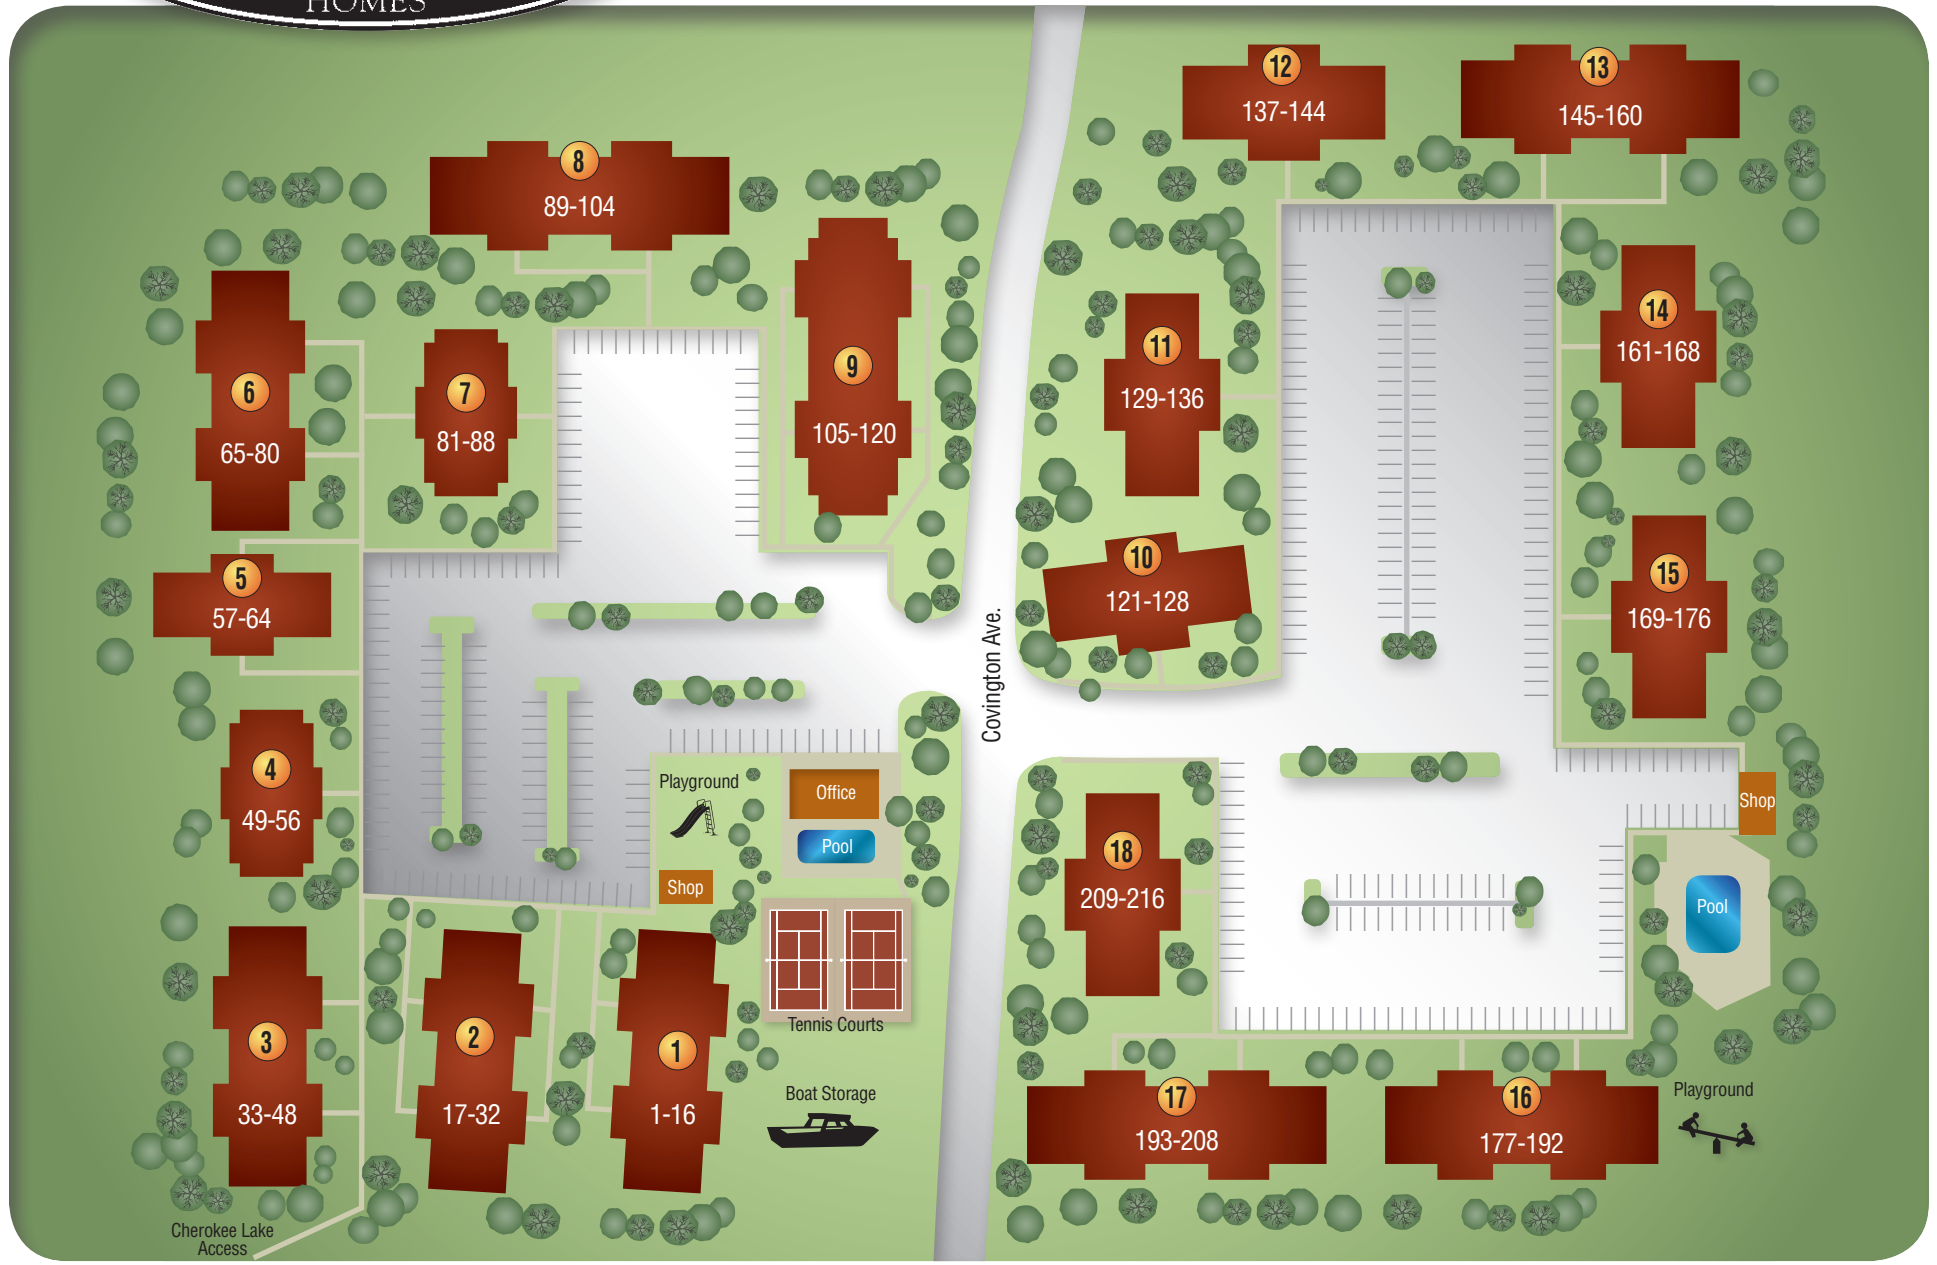 HOMES
12
137-144
13
145-160
8
89-104
9
105-120
11
129-136
14
161-168
6
65-80
7
81-88
10
121-128
15
169-176
5
57-64
Covington Ave.
4
49-56
Playground
Office
Pool
Shop
Shop
18
209-216
Pool
3
33-48
2
17-32
1
1-16
Tennis Courts
Boat Storage
17
193-208
16
177-192
Playground
Cherokee Lake
Access